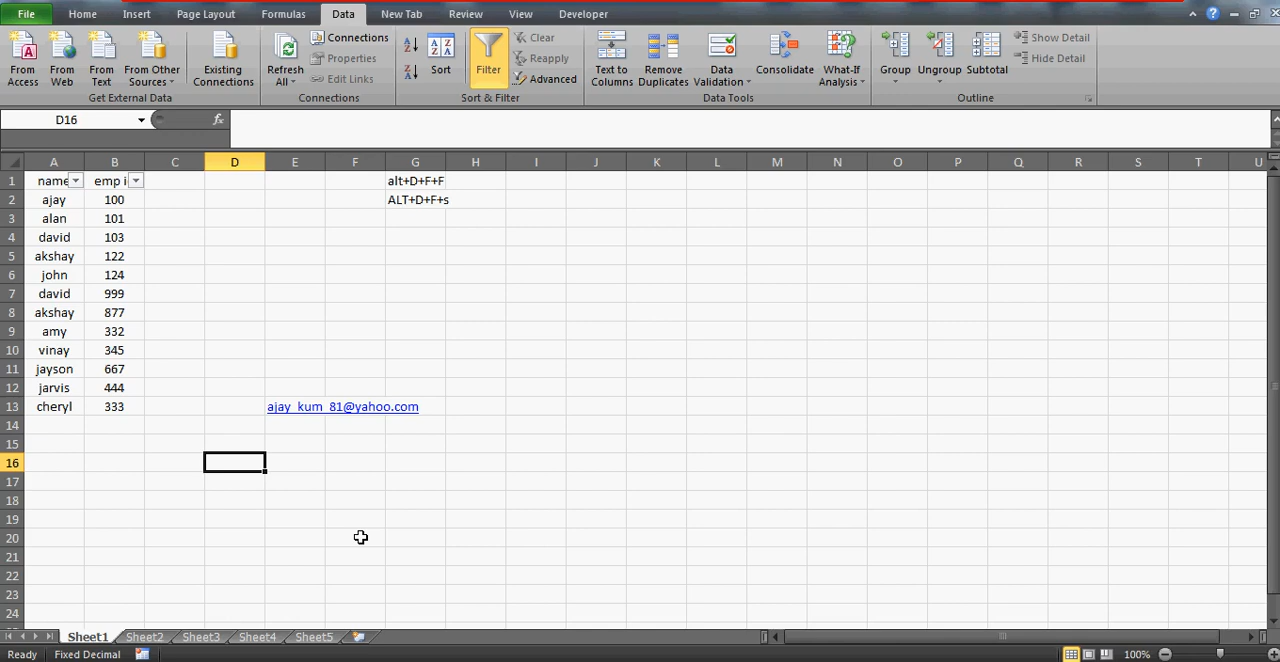 File Home Insert Page Layout Formulas Data New Tab Review View Developer
From Access
From Web
From Text
From Other Sources
Existing Connections
Get External Data
Refresh All
Connections
Properties
Edit Links
Connections
Sort
Filter
Clear
Reapply
Advanced
Sort & Filter
Text to Columns
Remove Duplicates
Data Validation
Consolidate
What-If Analysis
Data Tools
Group
Ungroup
Subtotal
Show Detail
Hide Detail
Outline
D16 fx
A B C D E F G H I J K L M N O P Q R S T U
1 name emp i alt+D+F+F
2 ajay 100 ALT+D+F+s
3 alan 101
4 david 103
5 akshay 122
6 john 124
7 david 999
8 akshay 877
9 amy 332
10 vinay 345
11 jayson 667
12 jarvis 444
13 cheryl 333 ajay_kum_81@yahoo.com
14
15
16
17
18
19
20
21
22
23
24
Sheet1 Sheet2 Sheet3 Sheet4 Sheet5
Ready Fixed Decimal 100%